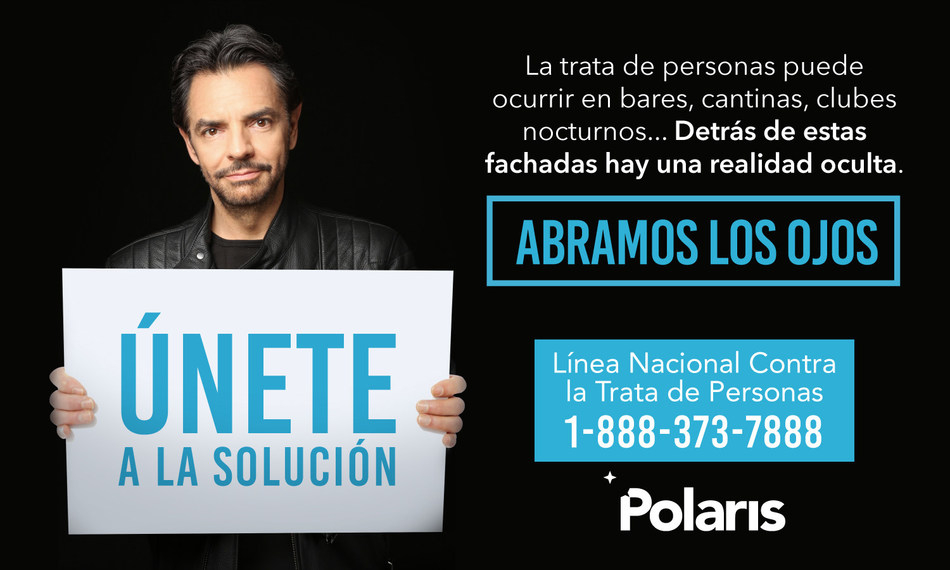 La trata de personas puede
ocurrir en bares, cantinas, clubes
nocturnos... Detrás de estas
fachadas hay una realidad oculta.
ABRAMOS LOS OJOS
ÚNETE
A LA SOLUCIÓN
Línea Nacional Contra
la Trata de Personas
1-888-373-7888
Polaris